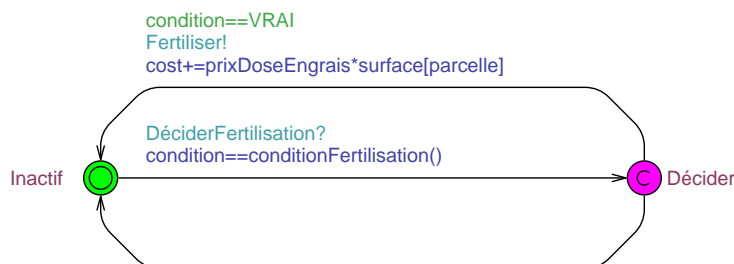 condition==VRAI
Fertiliser!
cost+=prixDoseEngrais*surface[parcelle]
DéciderFertilisation?
condition==conditionFertilisation()
Inactif
C
Décider